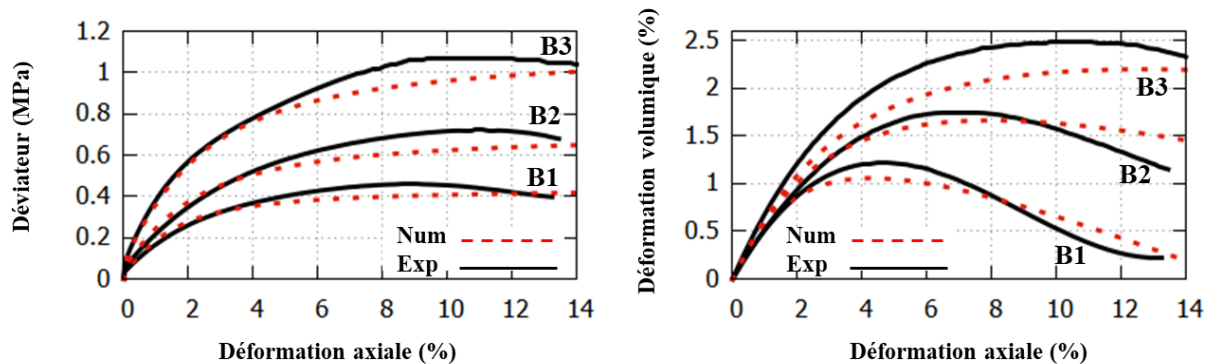 Déviateur (MPa)
1.2
1
0.8
0.6
0.4
0.2
0
B3
B2
B1
Num
Exp
0 2 4 6 8 10 12 14
Déformation axiale (%)
Déformation volumique (%)
2.5
2
1.5
1
0.5
0
B3
B2
B1
Num
Exp
0 2 4 6 8 10 12 14
Déformation axiale (%)